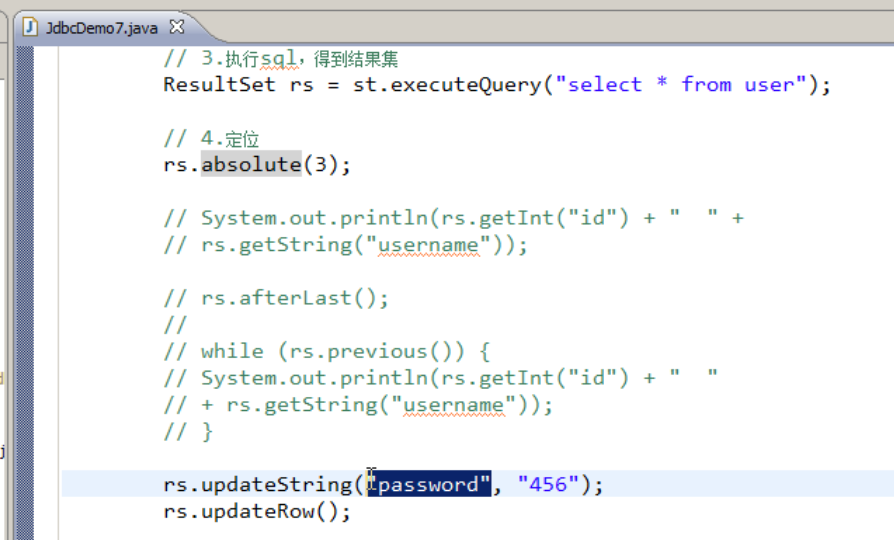 JdbcDemo7.java
// 3.执行sql，得到结果集
ResultSet rs = st.executeQuery("select * from user");
// 4.定位
rs.absolute(3);
// System.out.println(rs.getInt("id") + "  " +
// rs.getString("username"));
// rs.afterLast();
//
// while (rs.previous()) {
// System.out.println(rs.getInt("id") + "  "
// + rs.getString("username"));
// }
rs.updateString("password", "456");
rs.updateRow();